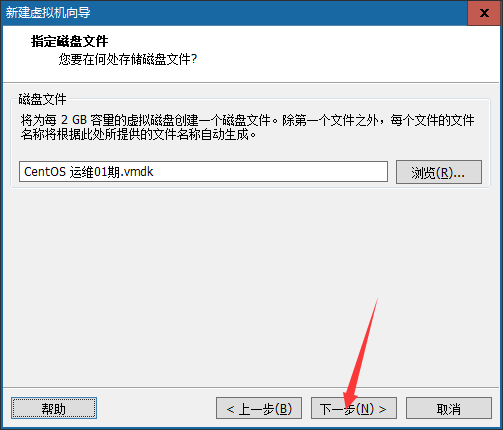 新建虚拟机向导
x
指定磁盘文件
您要在何处存储磁盘文件?
磁盘文件
将为每 2 GB 容量的虚拟磁盘创建一个磁盘文件。除第一个文件之外，每个文件的文件
名称将根据此处所提供的文件名称自动生成。
CentOS 运维01期.vmdk 浏览(R)...
帮助 < 上一步(B) 下一步(N) > 取消